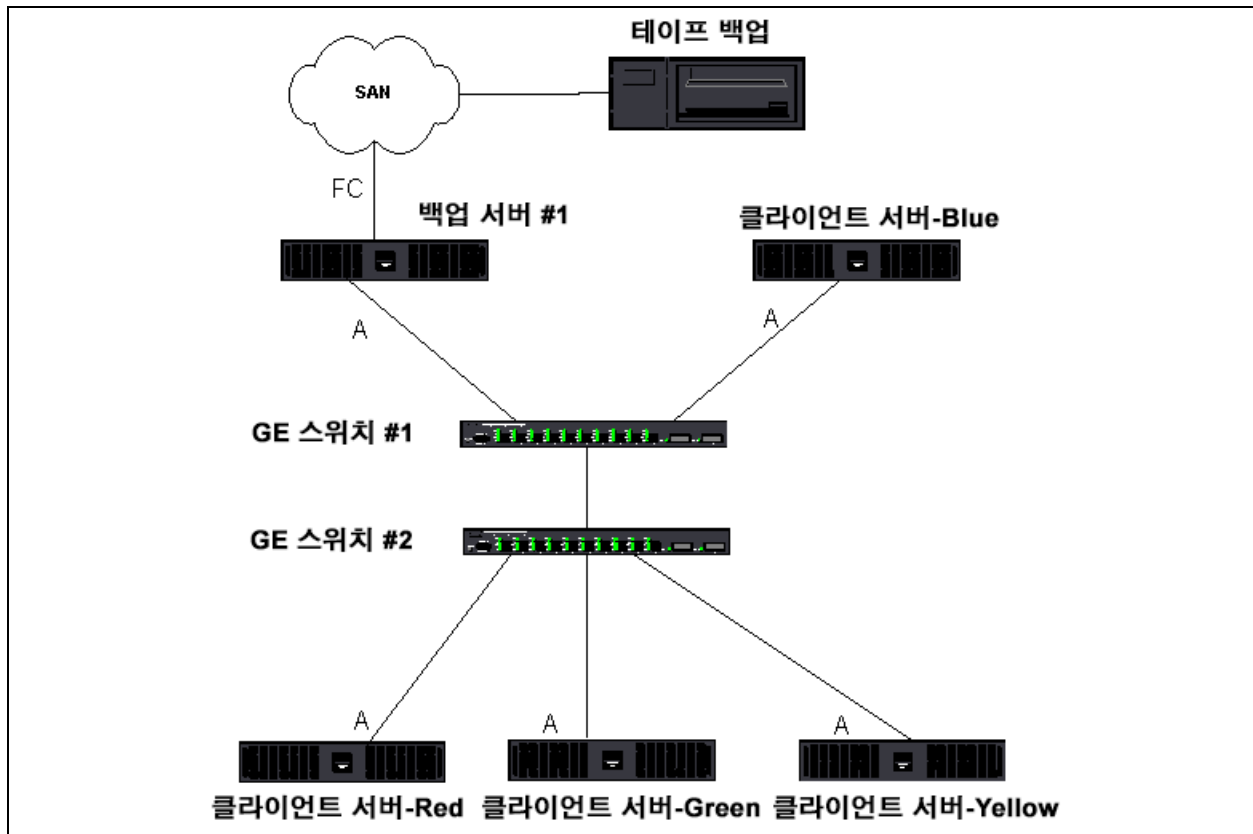 테이프 백업
SAN
FC
백업 서버 #1
클라이언트 서버-Blue
A
A
GE 스위치 #1
GE 스위치 #2
A
A
A
클라이언트 서버-Red
클라이언트 서버-Green
클라이언트 서버-Yellow